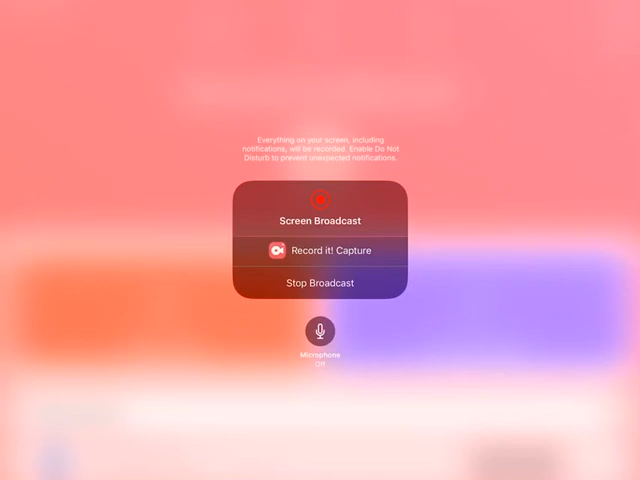 Everything on your screen, including
notifications, will be recorded. Enable Do Not
Disturb to prevent unexpected notifications.
Screen Broadcast
Record it! Capture
Stop Broadcast
Microphone
Off